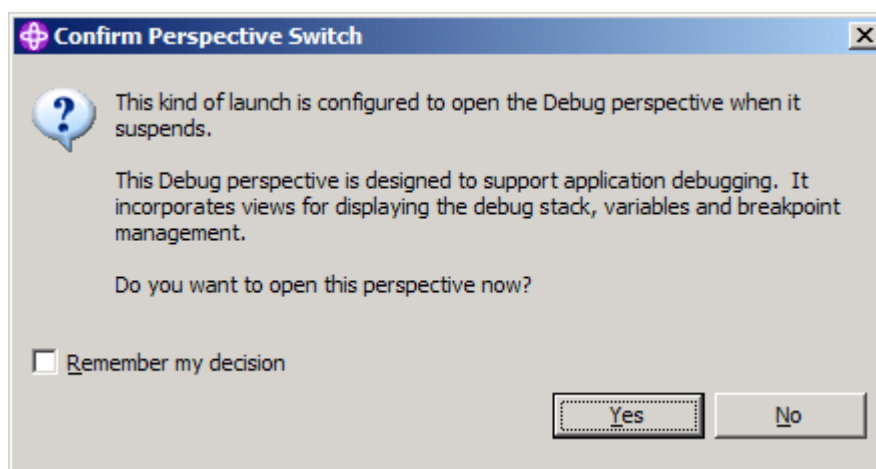 Confirm Perspective Switch
This kind of launch is configured to open the Debug perspective when it
suspends.
This Debug perspective is designed to support application debugging.  It
incorporates views for displaying the debug stack, variables and breakpoint
management.
Do you want to open this perspective now?
Remember my decision
Yes No